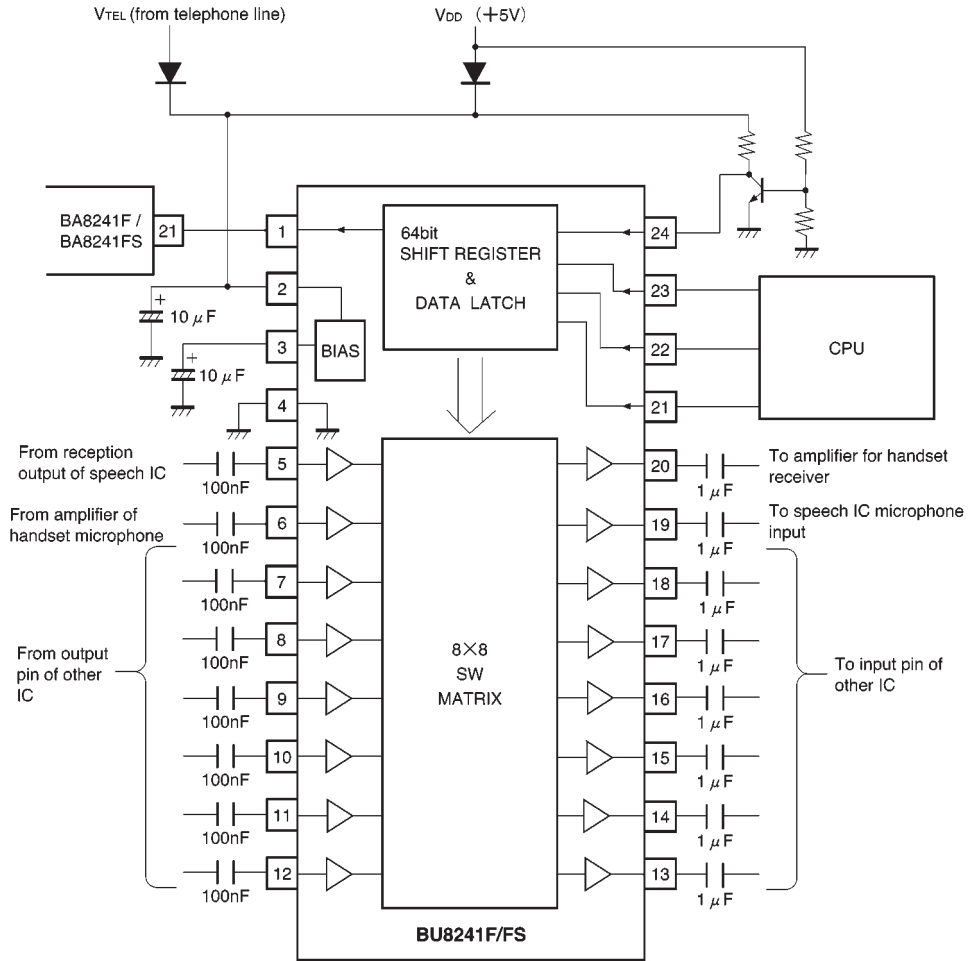 VTEL (from telephone line)
VDD (+5V)
BA8241F /
BA8241FS
21
1
64bit
SHIFT REGISTER
&
DATA LATCH
24
2
23
+
10 μF
3
BIAS
22
CPU
+
10 μF
4
21
From reception
output of speech IC
100nF
5
20
1 μF
To amplifier for handset
receiver
From amplifier of
handset microphone
100nF
6
19
1 μF
To speech IC microphone
input
100nF
7
18
1 μF
From output
pin of other
IC
100nF
8
8×8
SW
MATRIX
17
1 μF
To input pin of
other IC
100nF
9
16
1 μF
100nF
10
15
1 μF
100nF
11
14
1 μF
100nF
12
13
1 μF
BU8241F/FS